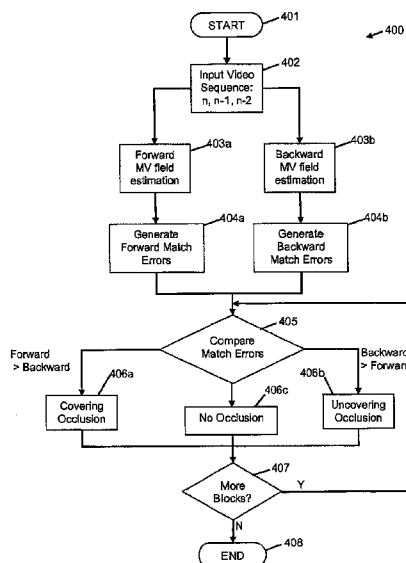 START
401
400
402
Input Video
Sequence:
n, n-1, n-2
403a
403b
Forward
MV field
estimation
Backward
MV field
estimation
404a
404b
Generate
Forward Match
Errors
Generate
Backward
Match Errors
405
Compare
Match Errors
Forward
> Backward
Backward
> Forward
406a
406c
406b
Covering
Occlusion
No Occlusion
Uncovering
Occlusion
407
More
Blocks?
Y
N
408
END